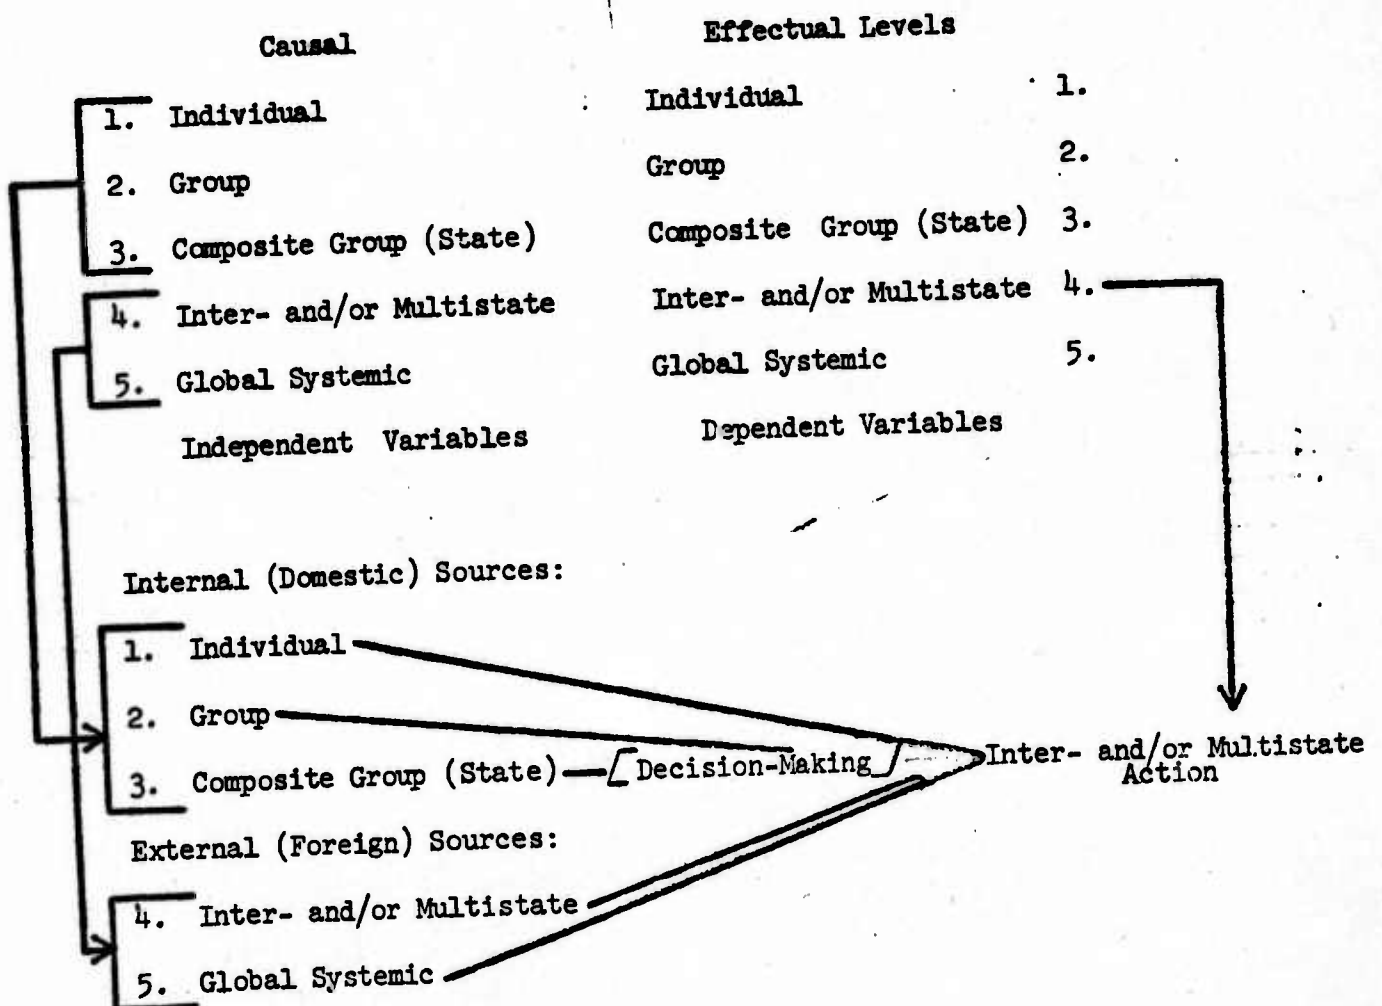 Causal Effectual Levels
1. Individual Individual 1.
2. Group Group 2.
3. Composite Group (State) Composite Group (State) 3.
4. Inter- and/or Multistate Inter- and/or Multistate 4.
5. Global Systemic Global Systemic 5.
Independent Variables Dependent Variables
Internal (Domestic) Sources:
1. Individual
2. Group
3. Composite Group (State) [Decision-Making] Inter- and/or Multistate
Action
External (Foreign) Sources:
4. Inter- and/or Multistate
5. Global Systemic